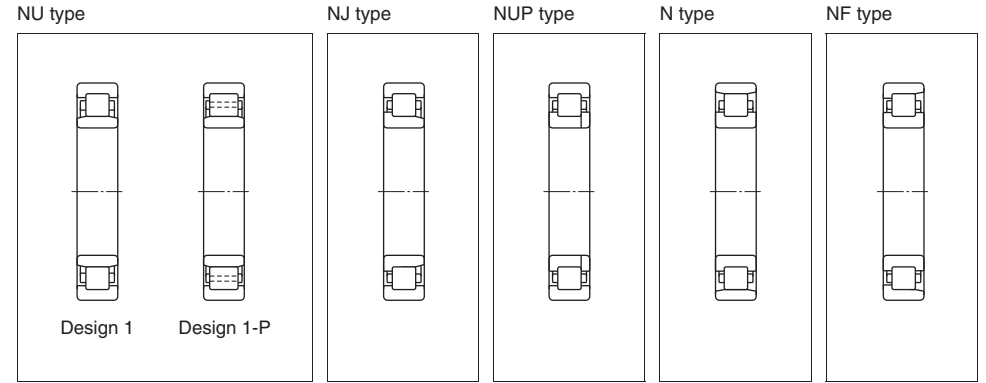 NU type
NJ type
NUP type
N type
NF type
Design 1
Design 1-P